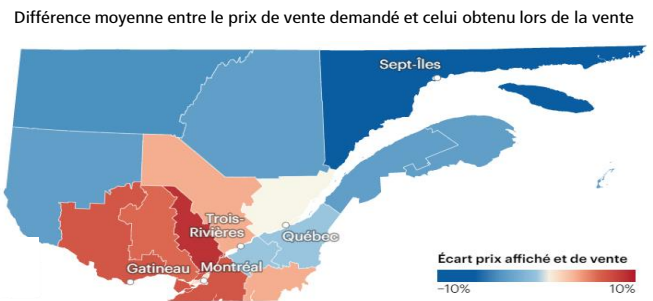 Différence moyenne entre le prix de vente demandé et celui obtenu lors de la vente
Sept-Îles
Trois-
Rivières
Québec
Gatineau
Montréal
Écart prix affiché et de vente
–10%
10%